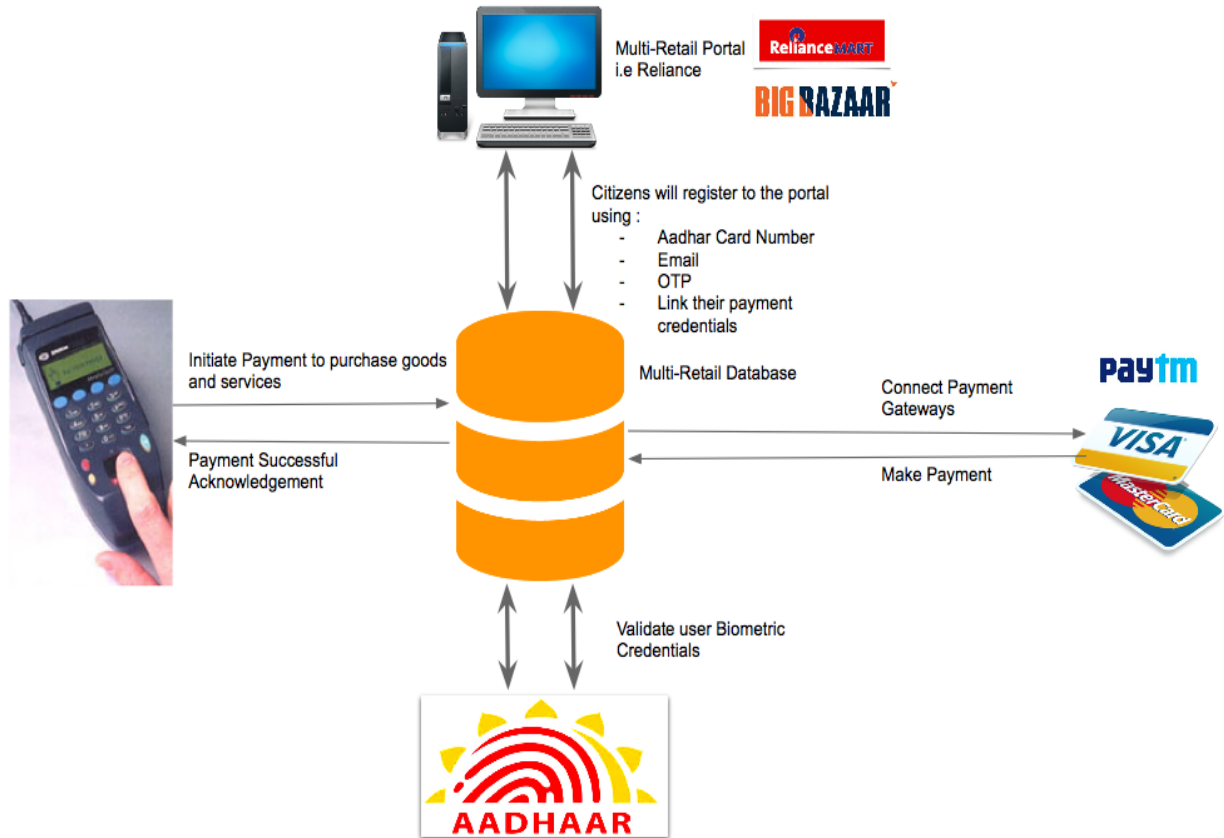 Multi-Retail Portal
i.e Reliance
RelianceMART
BIG BAZAAR
Citizens will register to the portal
using :
- Aadhar Card Number
- Email
- OTP
- Link their payment
credentials
Initiate Payment to purchase goods
and services
Payment Successful
Acknowledgement
Multi-Retail Database
Connect Payment
Gateways
Make Payment
paytm
VISA
MasterCard
Validate user Biometric
Credentials
AADHAAR